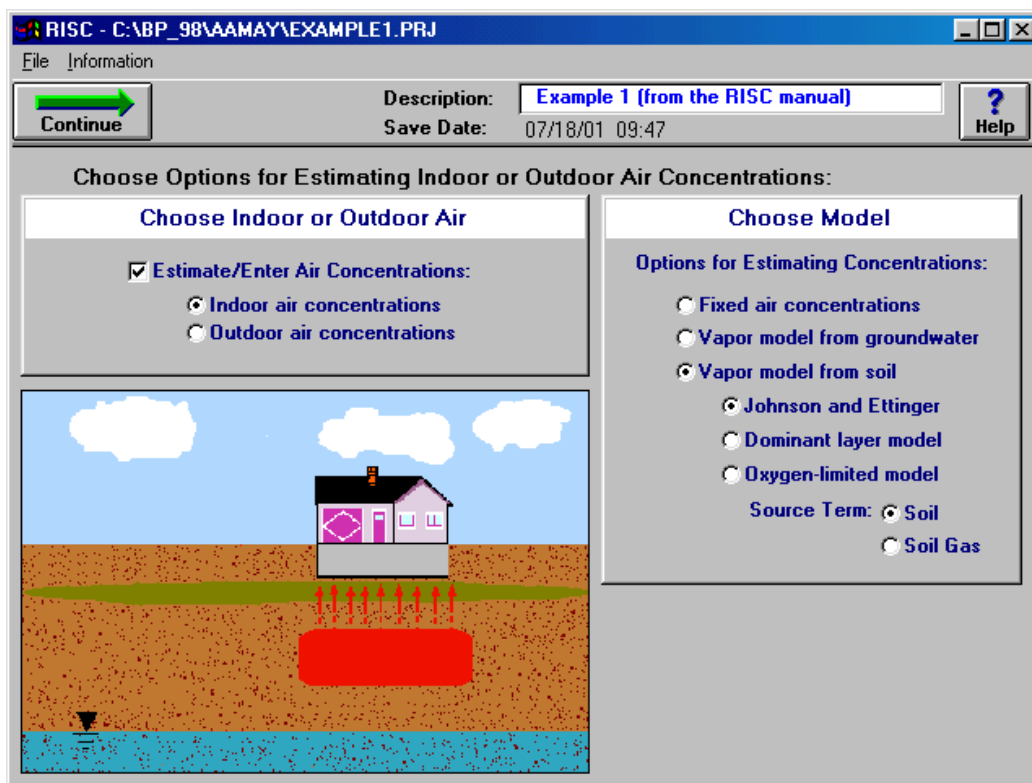 RISC - C:\BP_98\AAMAY\EXAMPLE1.PRJ
File Information
Continue
Description: Example 1 (from the RISC manual)
Save Date: 07/18/01 09:47
Help
Choose Options for Estimating Indoor or Outdoor Air Concentrations:
Choose Indoor or Outdoor Air
Estimate/Enter Air Concentrations:
Indoor air concentrations
Outdoor air concentrations
Choose Model
Options for Estimating Concentrations:
Fixed air concentrations
Vapor model from groundwater
Vapor model from soil
Johnson and Ettinger
Dominant layer model
Oxygen-limited model
Source Term: Soil
Soil Gas